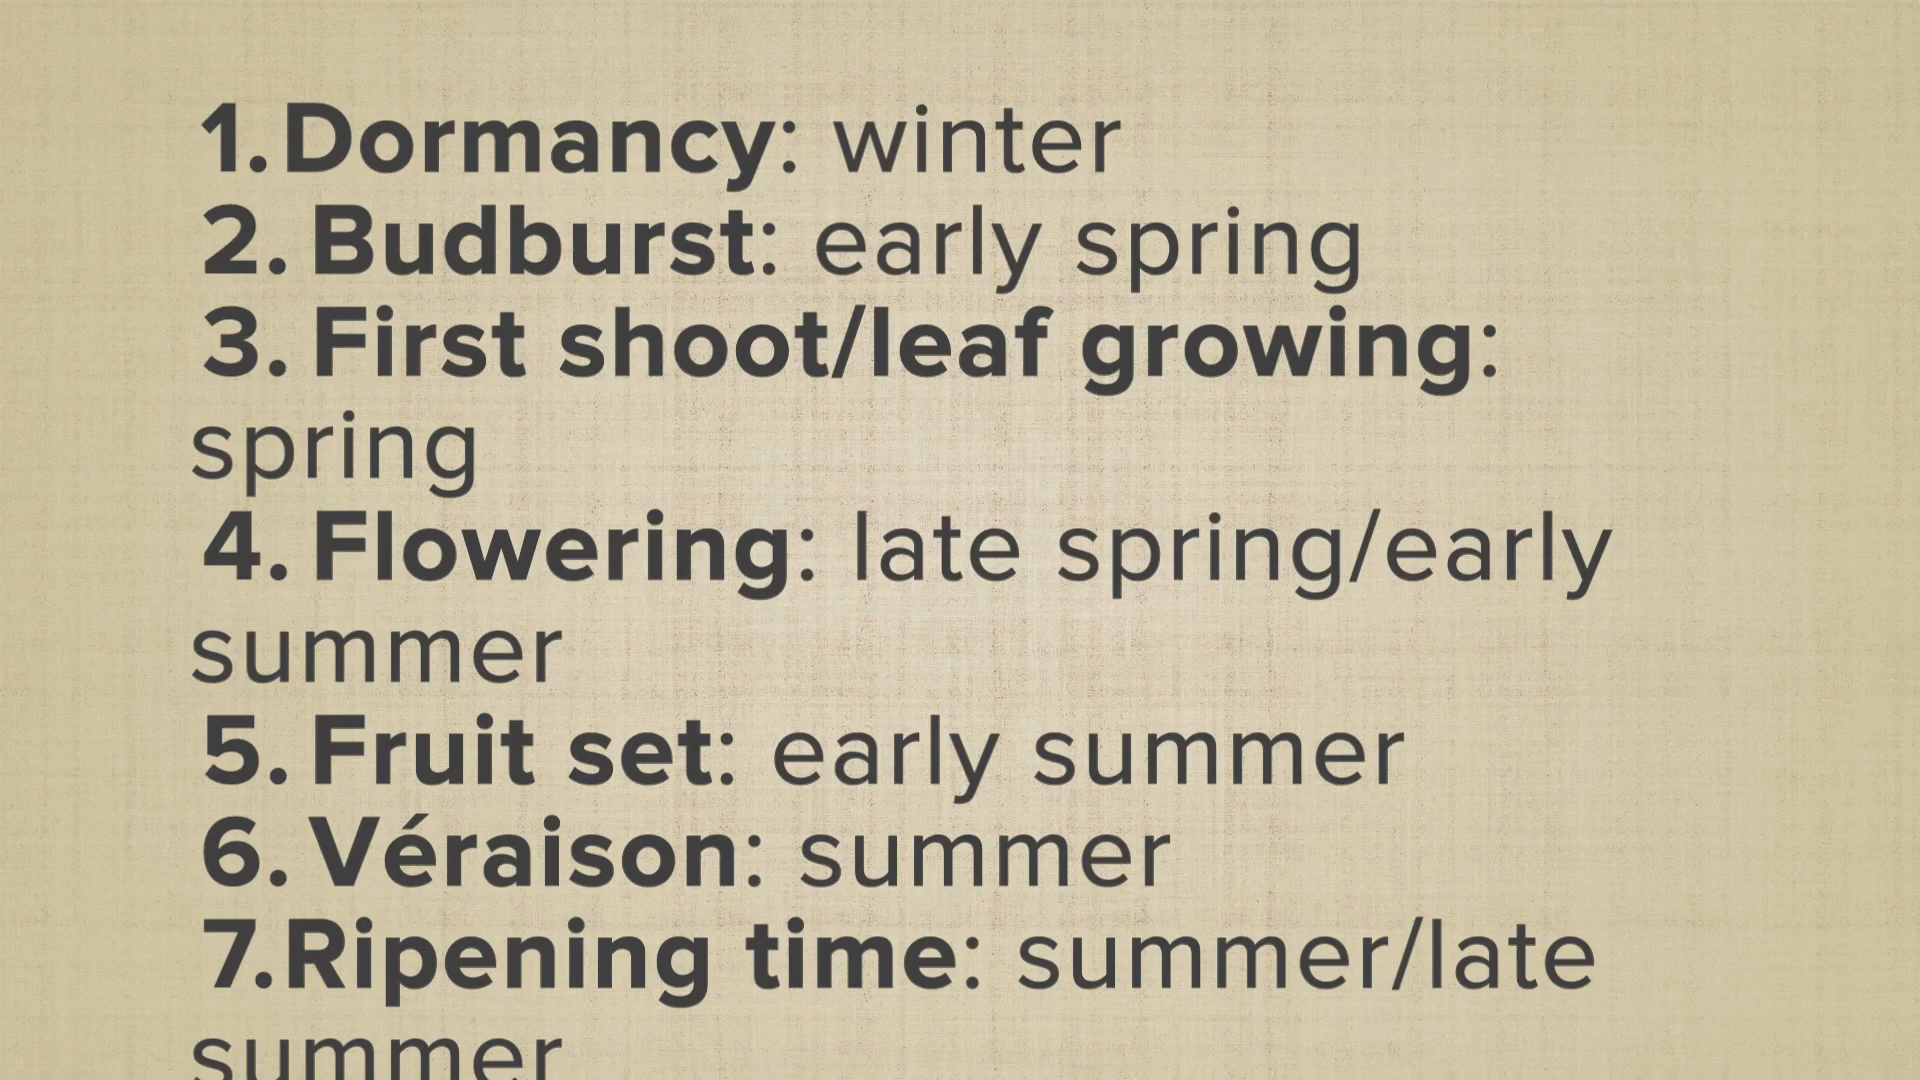 1. Dormancy: winter
2. Budburst: early spring
3. First shoot/leaf growing:
spring
4. Flowering: late spring/early
summer
5. Fruit set: early summer
6. Véraison: summer
7. Ripening time: summer/late
summer